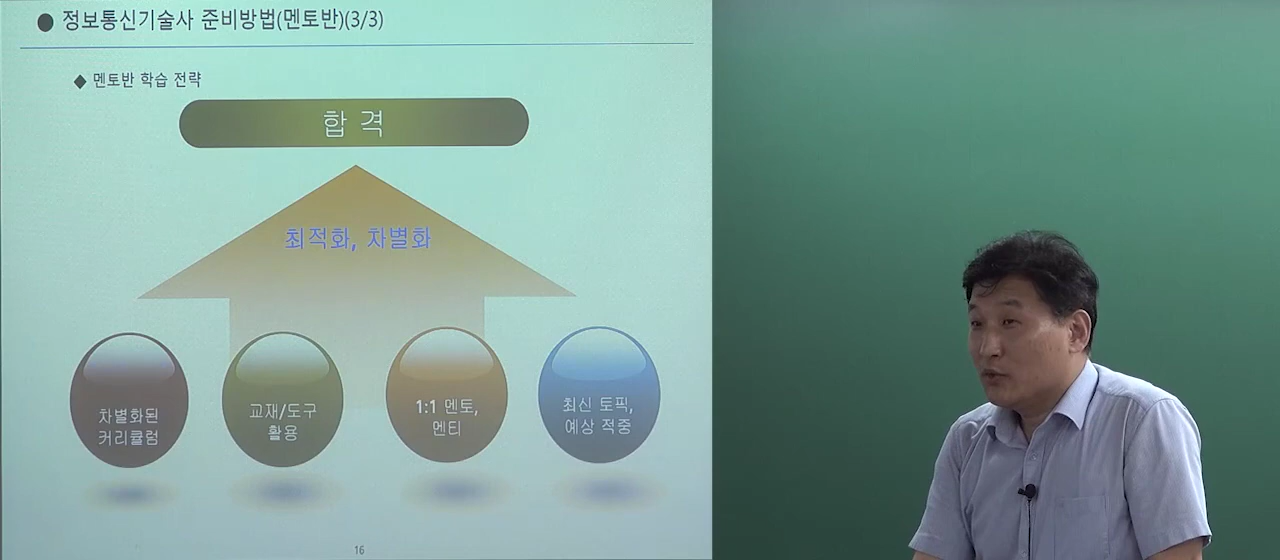 ● 정보통신기술사 준비방법(멘토반)(3/3)
◆ 멘토반 학습 전략
합 격
최적화, 차별화
차별화된
커리큘럼
교재/도구
활용
1:1 멘토,
멘티
최신 토픽,
예상 적중
16